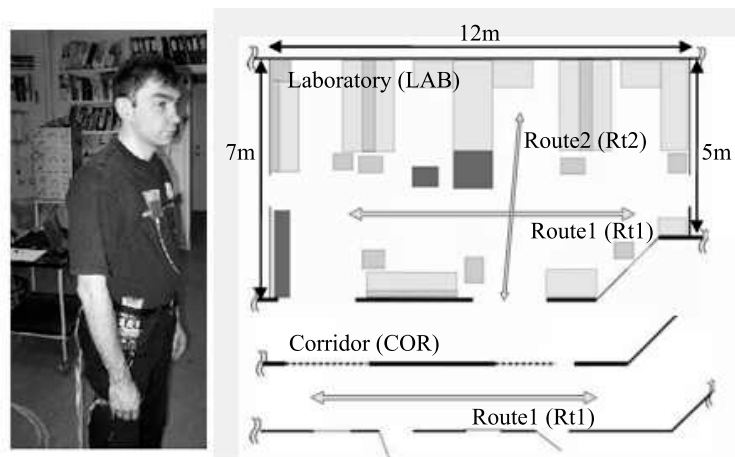 12m
Laboratory (LAB)
7m
Route2 (Rt2)
5m
Route1 (Rt1)
Corridor (COR)
Route1 (Rt1)